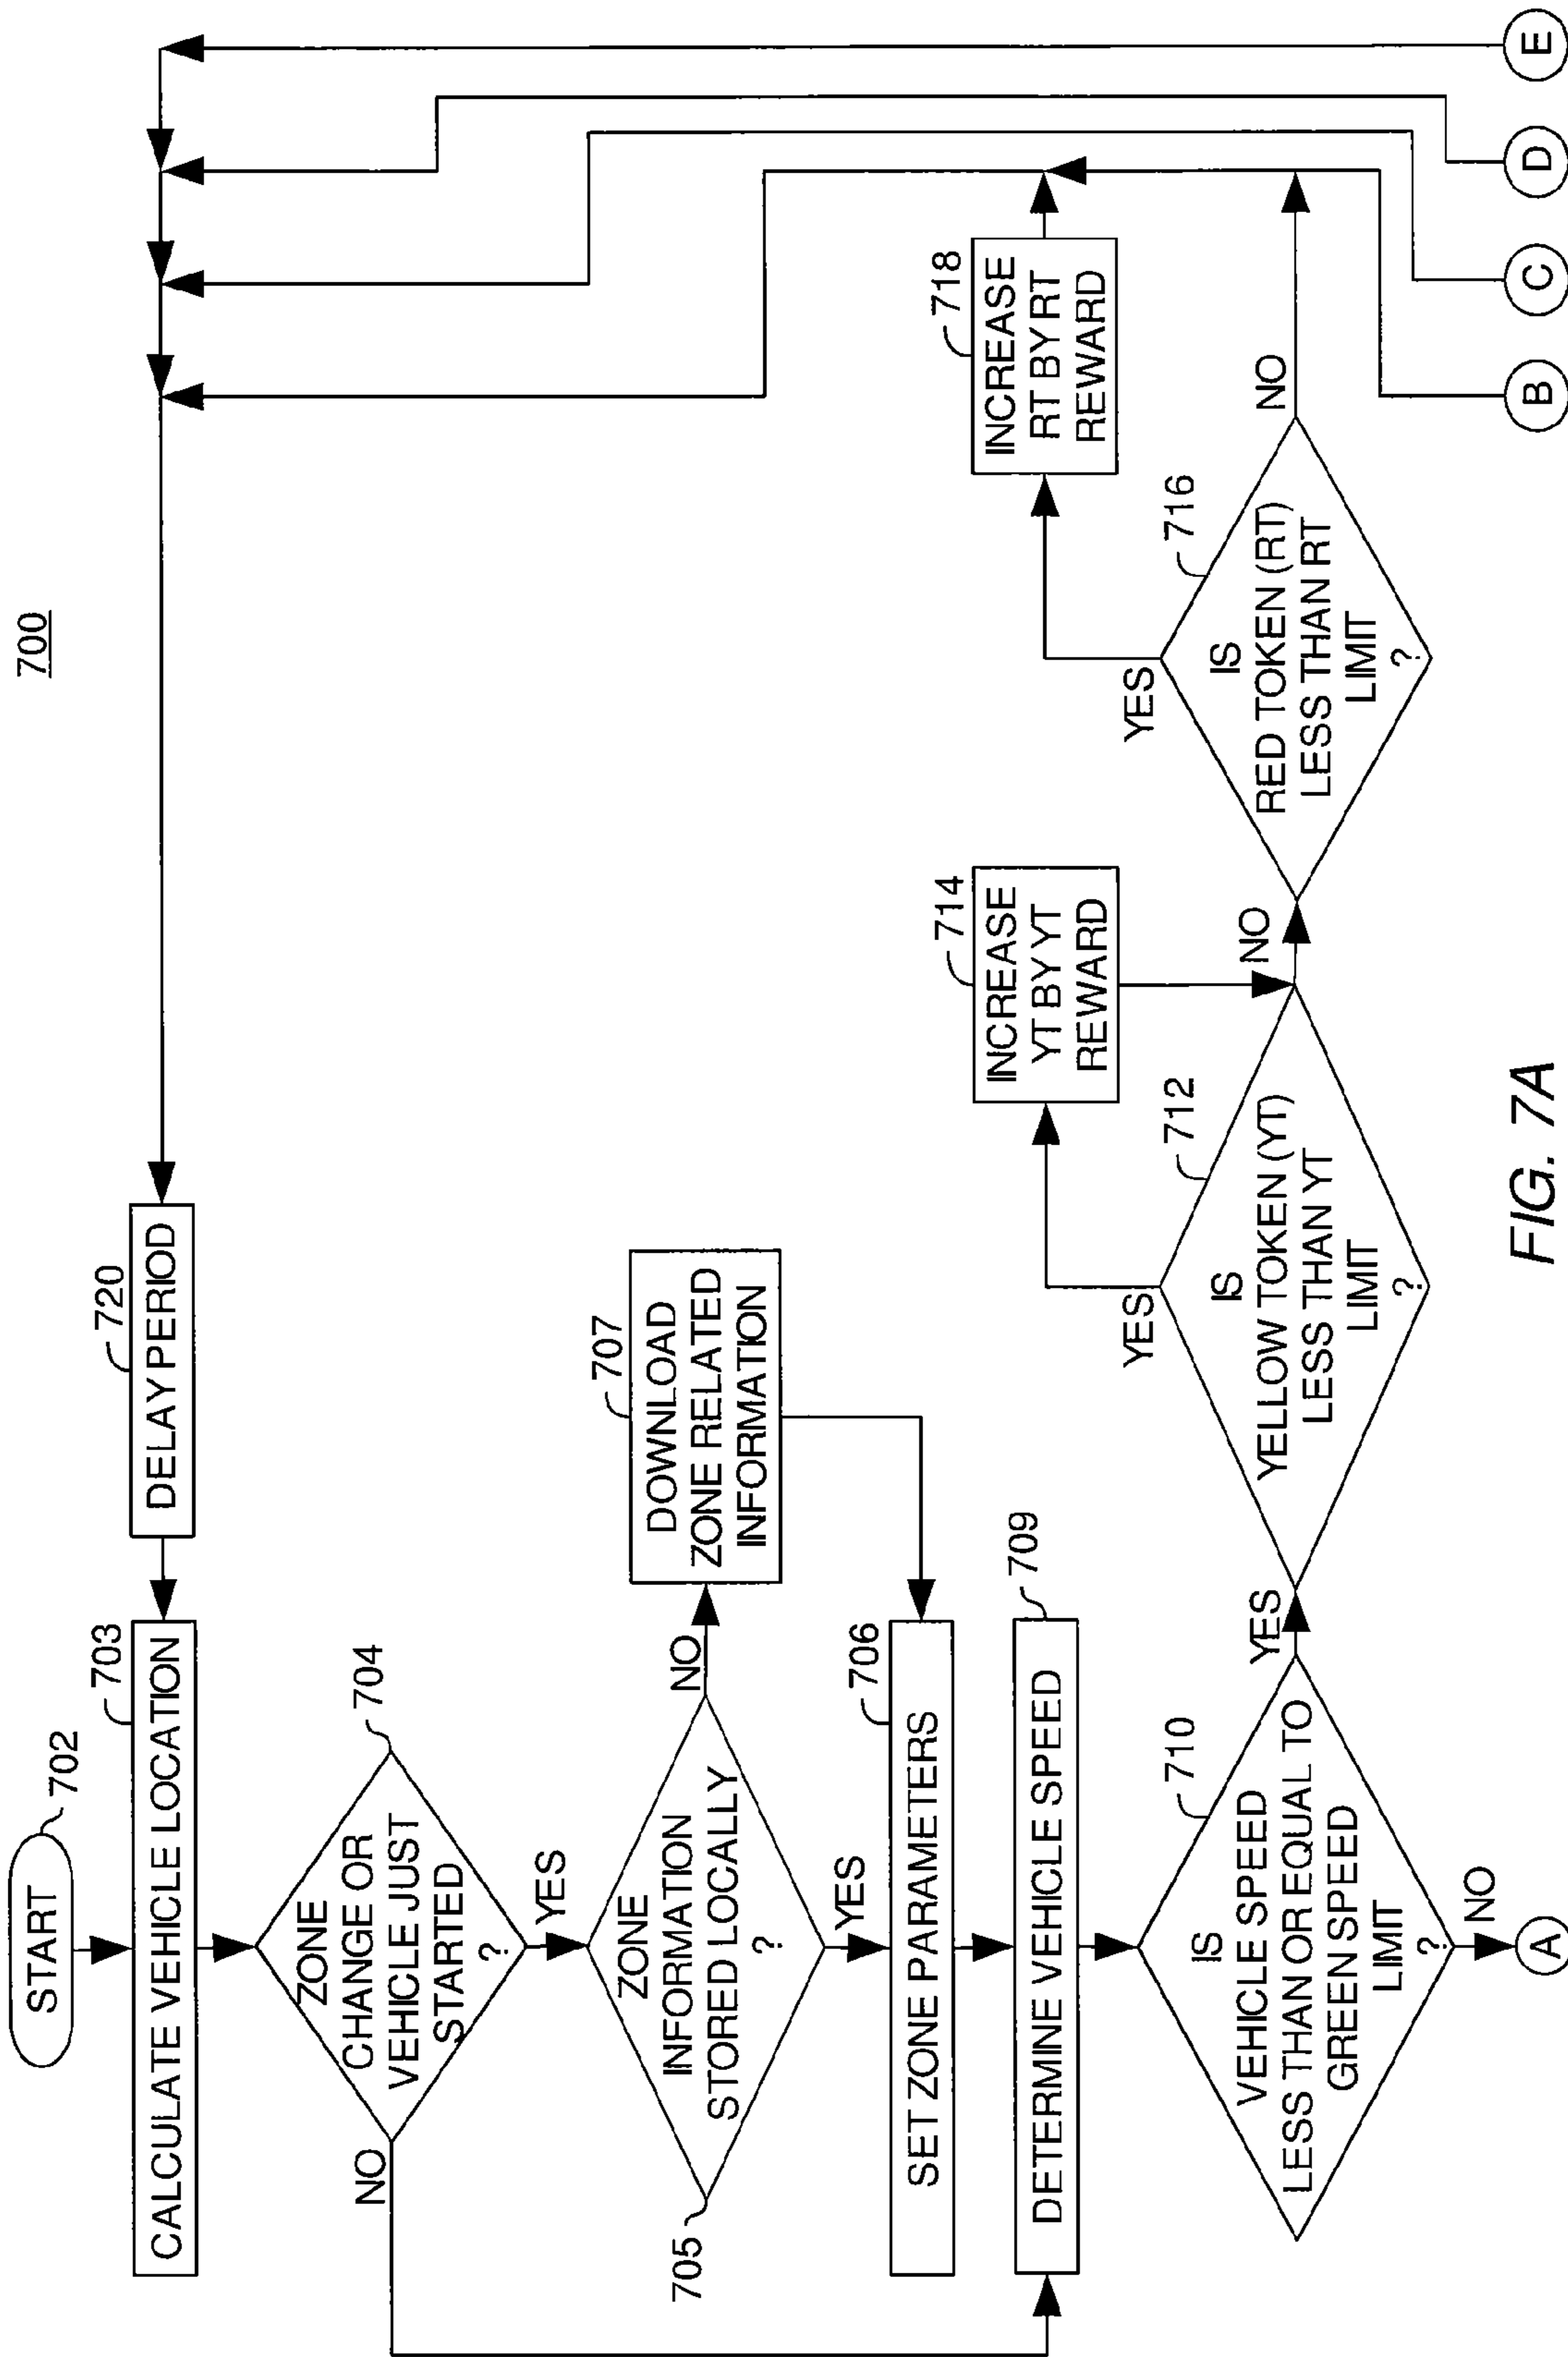 700
START
702
CALCULATE VEHICLE LOCATION
703
DELAY PERIOD
720
ZONE
CHANGE OR
VEHICLE JUST
STARTED
?
704
NO
YES
ZONE
INFORMATION
STORED LOCALLY
?
705
NO
YES
DOWNLOAD
ZONE RELATED
INFORMATION
707
SET ZONE PARAMETERS
706
DETERMINE VEHICLE SPEED
709
IS
VEHICLE SPEED
LESS THAN OR EQUAL TO
GREEN SPEED
LIMIT
?
710
YES
NO
A
IS
YELLOW TOKEN (YT)
LESS THAN YT
LIMIT
?
712
YES
NO
INCREASE
YT BY YT
REWARD
714
IS
RED TOKEN (RT)
LESS THAN RT
LIMIT
?
716
YES
NO
INCREASE
RT BY RT
REWARD
718
B
C
D
E
FIG. 7A